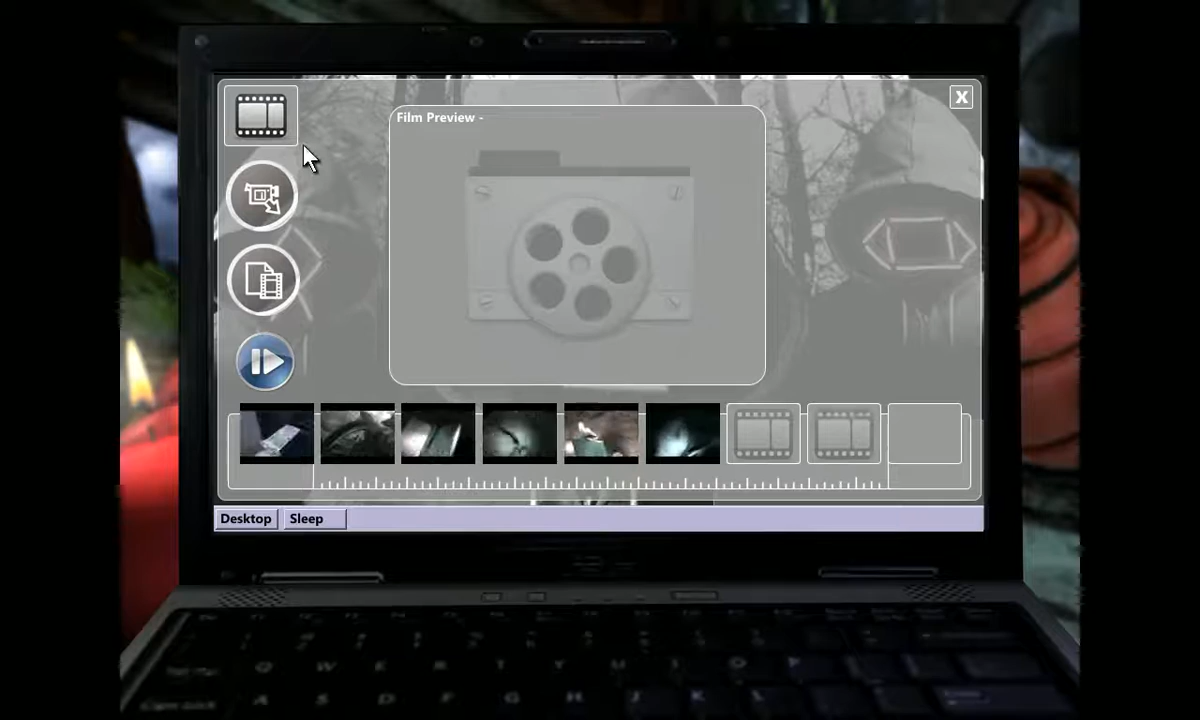 X
Film Preview -
Desktop
Sleep
Q W E R T Y U I O P
A S D F G H J K L